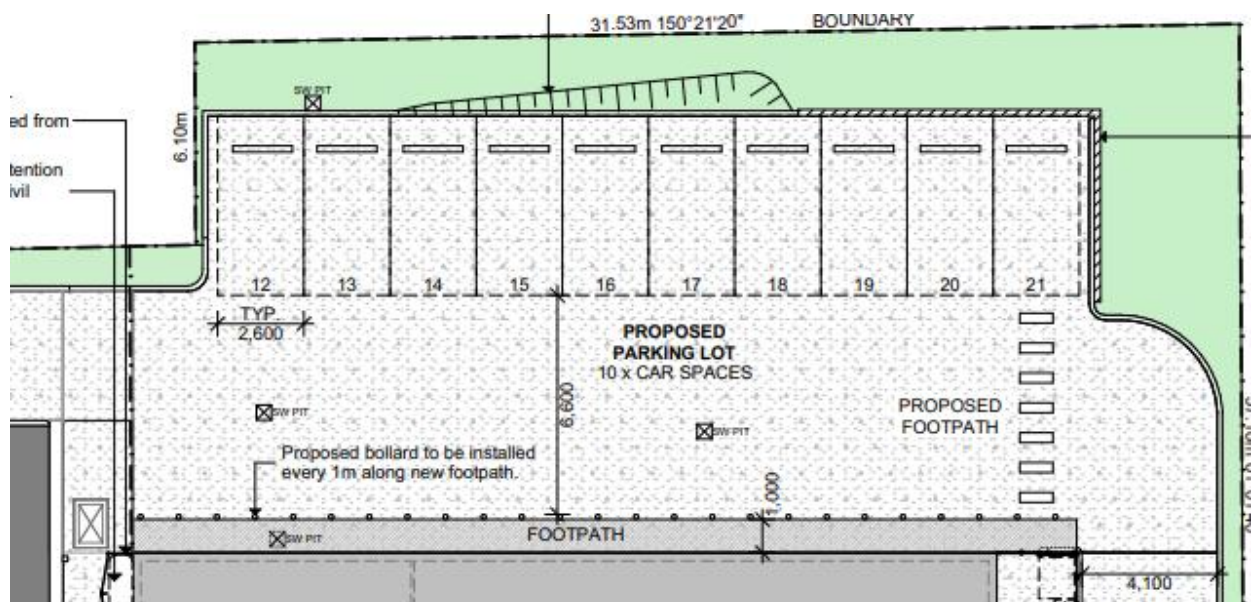 31.53m 150°21'20"
BOUNDARY
SW PIT
ed from
6.10m
tention
ivil
12
13
14
15
16
17
18
19
20
21
TYP.
2,600
PROPOSED
PARKING LOT
10 x CAR SPACES
6,600
PROPOSED
FOOTPATH
SW PIT
SW PIT
Proposed bollard to be installed
every 1m along new footpath.
1,000
SW PIT
FOOTPATH
4,100